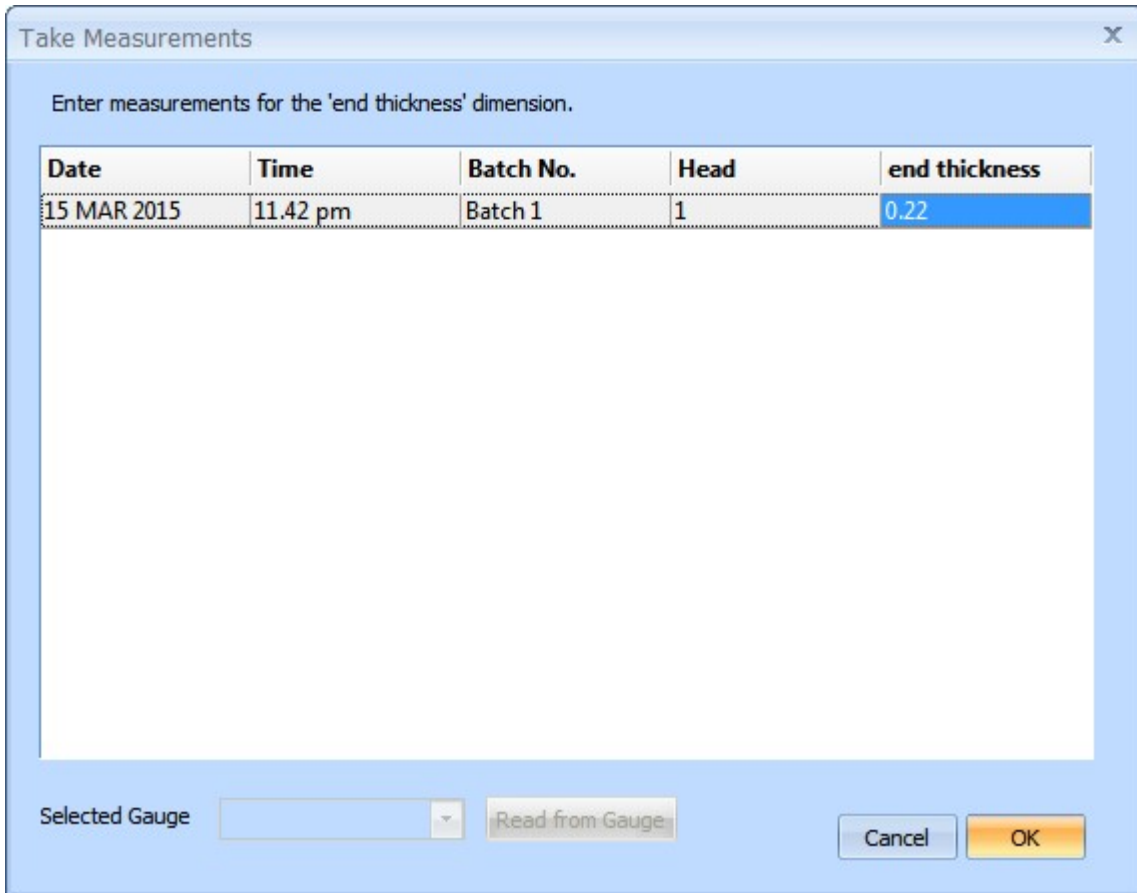 Take Measurements x
Enter measurements for the 'end thickness' dimension.
Date Time Batch No. Head end thickness
15 MAR 2015 11.42 pm Batch 1 1 0.22
Selected Gauge Read from Gauge
Cancel OK